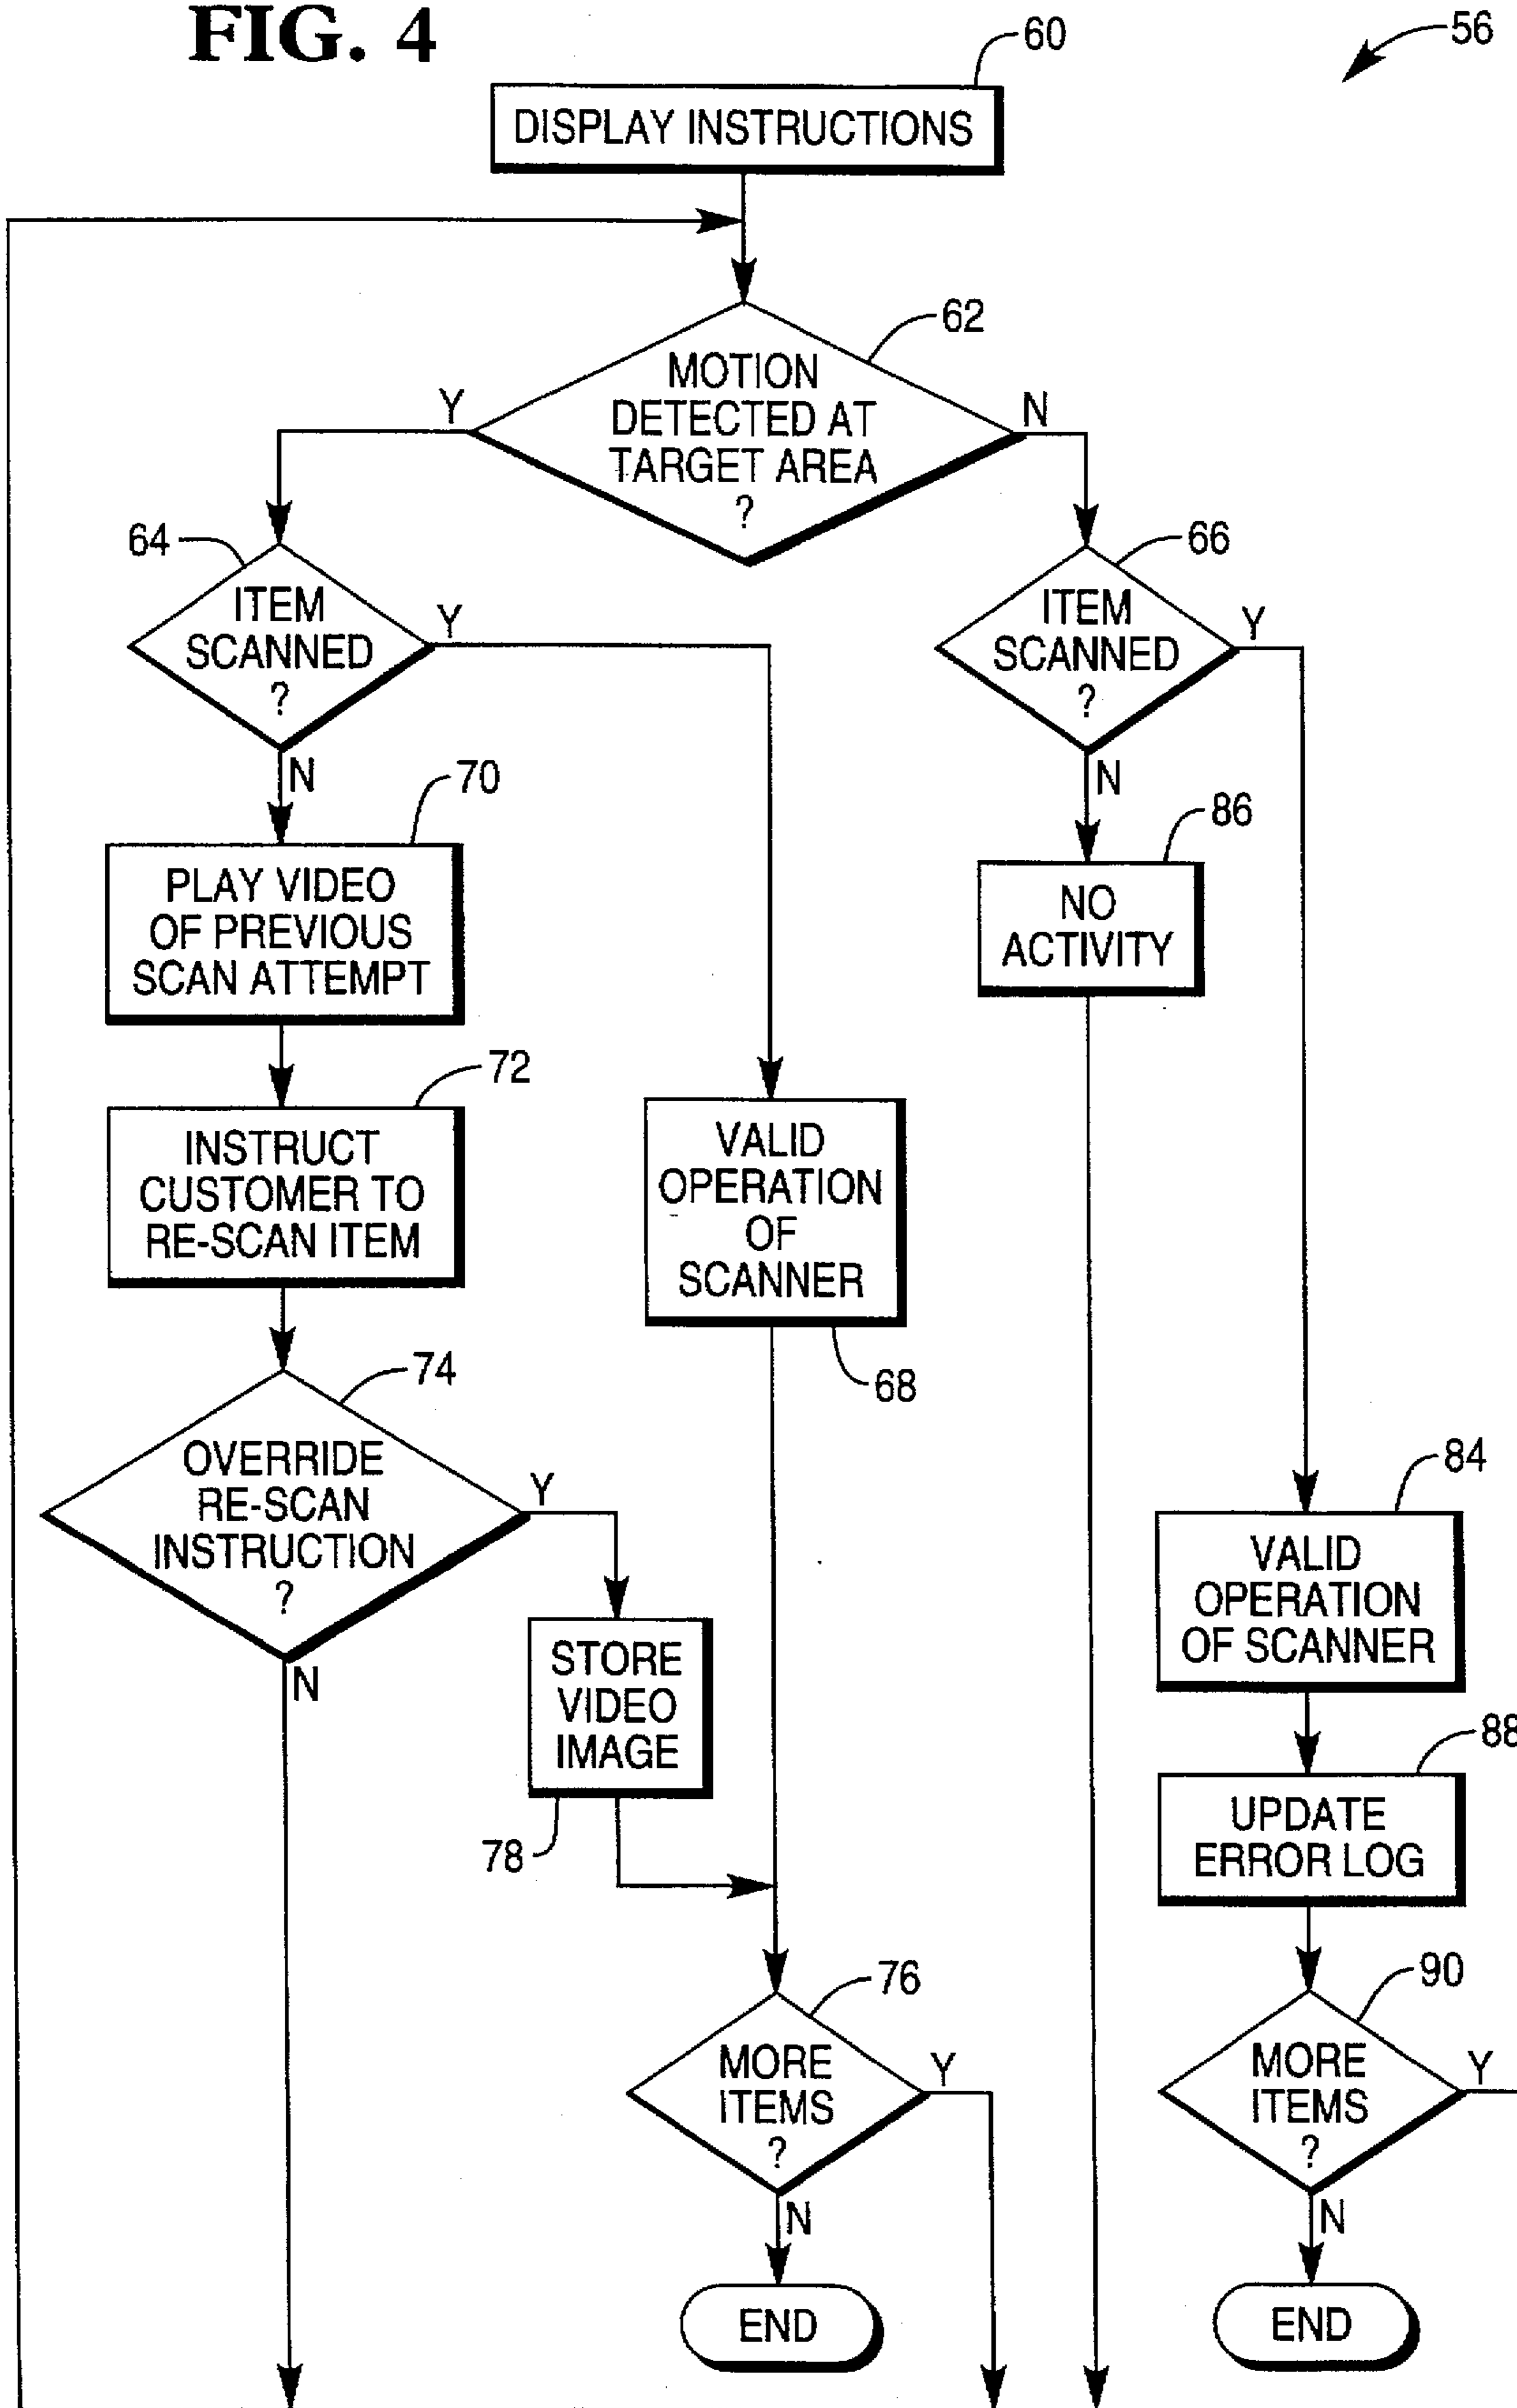 FIG. 4
56
60
DISPLAY INSTRUCTIONS
62
MOTION
DETECTED AT
TARGET AREA
?
Y
N
64
ITEM
SCANNED
?
Y
N
66
ITEM
SCANNED
?
Y
N
70
PLAY VIDEO
OF PREVIOUS
SCAN ATTEMPT
86
NO
ACTIVITY
72
INSTRUCT
CUSTOMER TO
RE-SCAN ITEM
VALID
OPERATION
OF
SCANNER
68
74
OVERRIDE
RE-SCAN
INSTRUCTION
?
Y
N
84
VALID
OPERATION
OF SCANNER
STORE
VIDEO
IMAGE
78
88
UPDATE
ERROR LOG
76
MORE
ITEMS
?
Y
N
END
90
MORE
ITEMS
?
Y
N
END